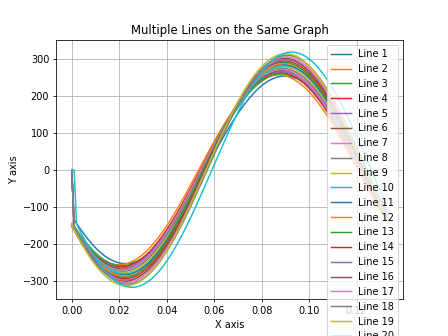 Multiple Lines on the Same Graph
Y axis
300
200
100
0
−100
−200
−300
0.00
0.02
0.04
0.06
0.08
0.10
X axis
Line 1
Line 2
Line 3
Line 4
Line 5
Line 6
Line 7
Line 8
Line 9
Line 10
Line 11
Line 12
Line 13
Line 14
Line 15
Line 16
Line 17
Line 18
Line 19
Line 20